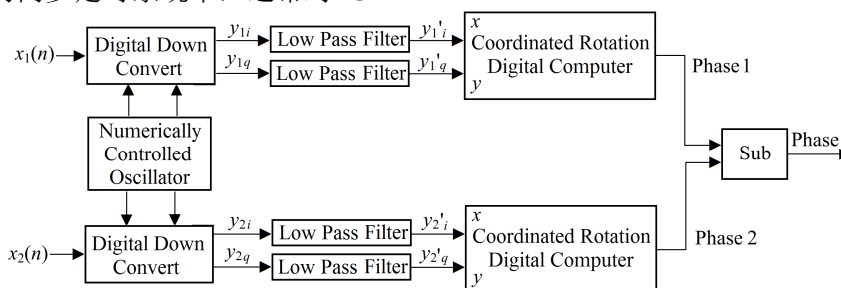 y1i
y1'i
x
x1(n)
Digital Down
Convert
Low Pass Filter
Coordinated Rotation
Digital Computer
y1q
y1'q
Low Pass Filter
y
Phase 1
Numerically
Controlled
Oscillator
Sub
Phase
y2i
y2'i
x
x2(n)
Digital Down
Convert
Low Pass Filter
Coordinated Rotation
Digital Computer
Phase 2
y2q
y2'q
Low Pass Filter
y